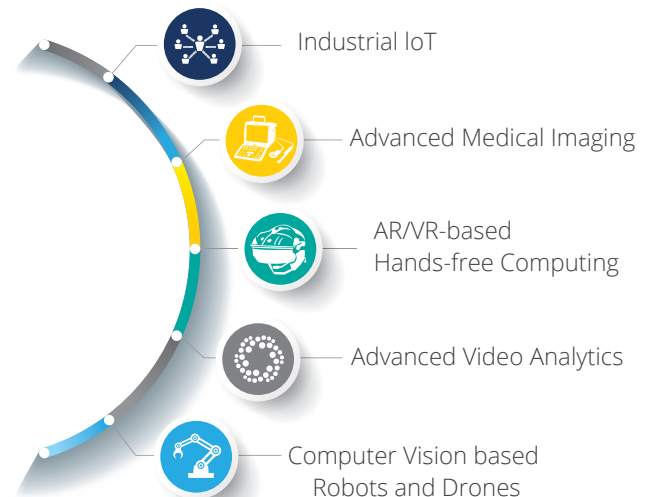 Industrial loT
Advanced Medical Imaging
AR/VR-based
Hands-free Computing
Advanced Video Analytics
Computer Vision based
Robots and Drones